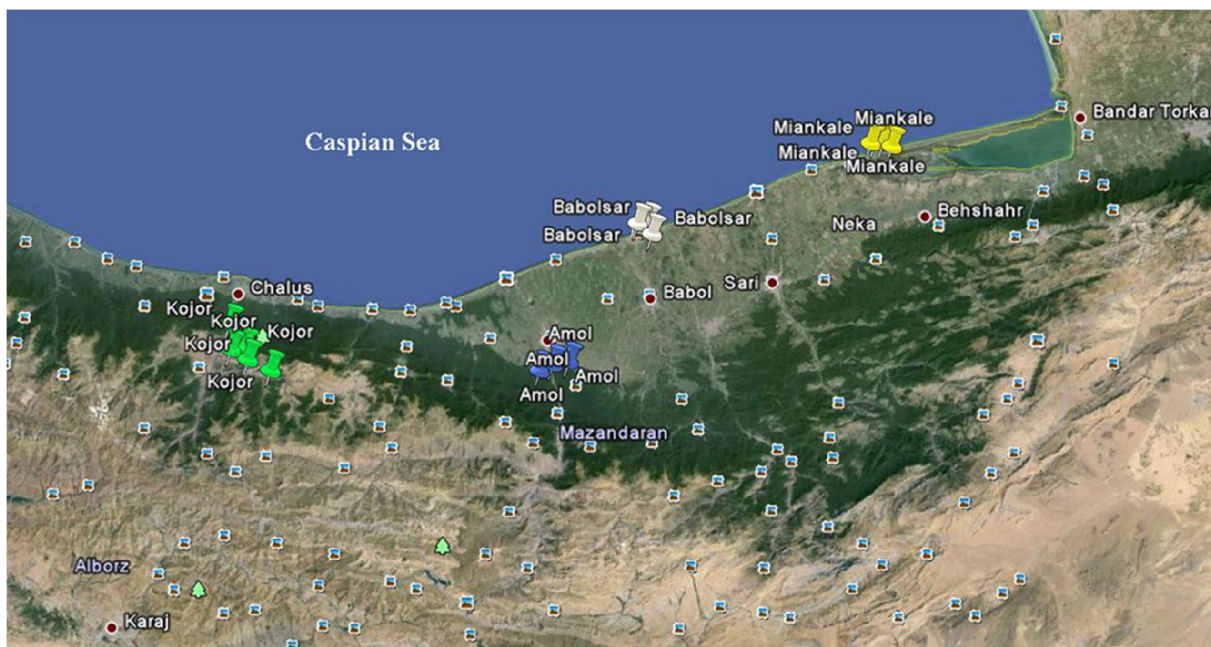 Caspian Sea
Miankale
Miankale
Bandar Torkar
Miankale
Miankale
Babolsar
Babolsar
Behshahr
Neka
Babolsar
Chalus
Sari
Babol
Kojor
Kojor
Kojor
Kojor
Kojor
Amol
Amol
Amol
Amol
Mazandaran
Alborz
Karaj